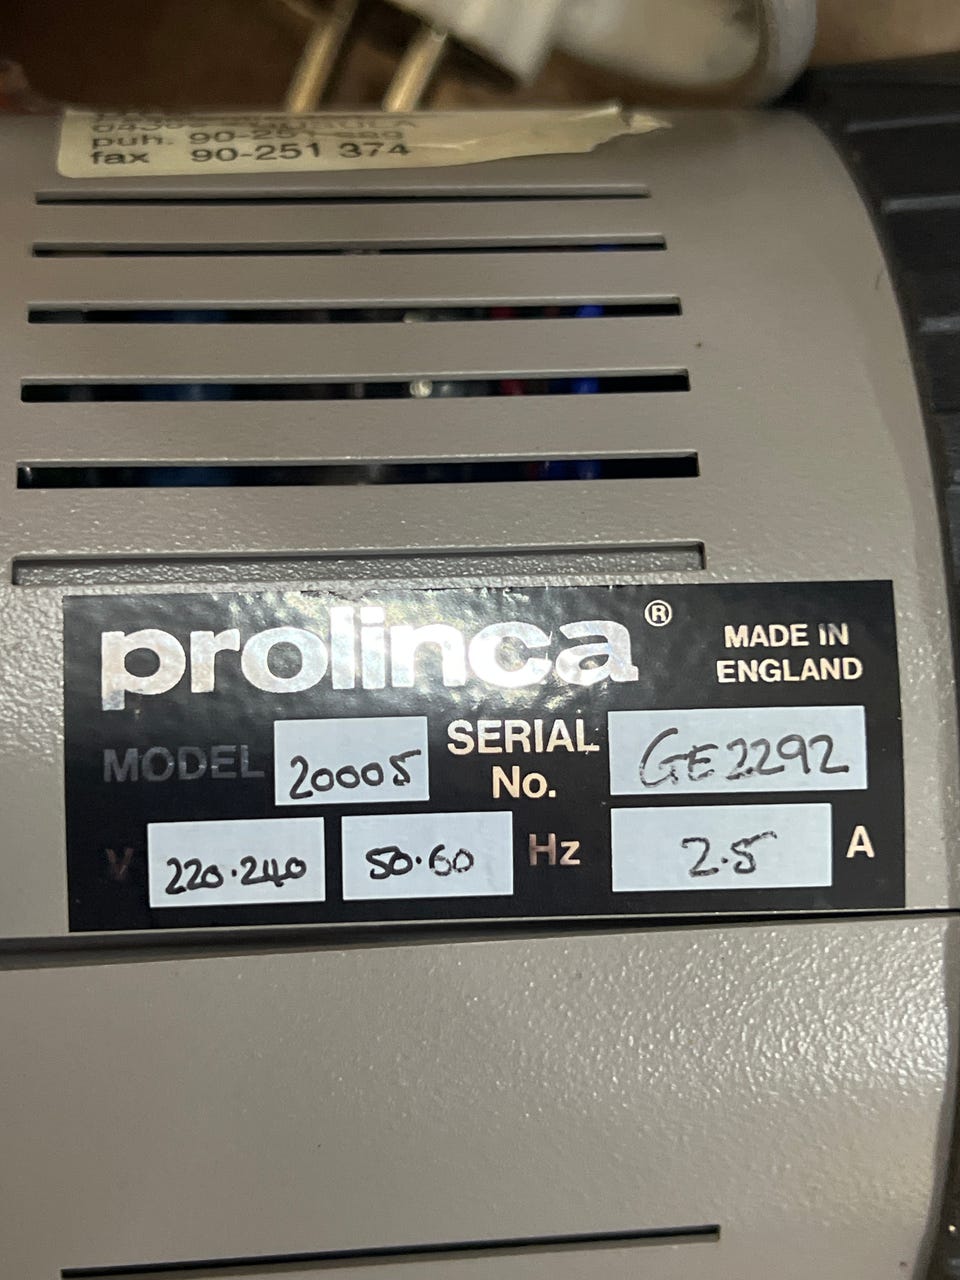 puh. 90-251
fax 90-251 374
prolinca®
MADE IN
ENGLAND
MODEL 2000S SERIAL No. GE2292
V 220·240 50·60 Hz 2.5 A